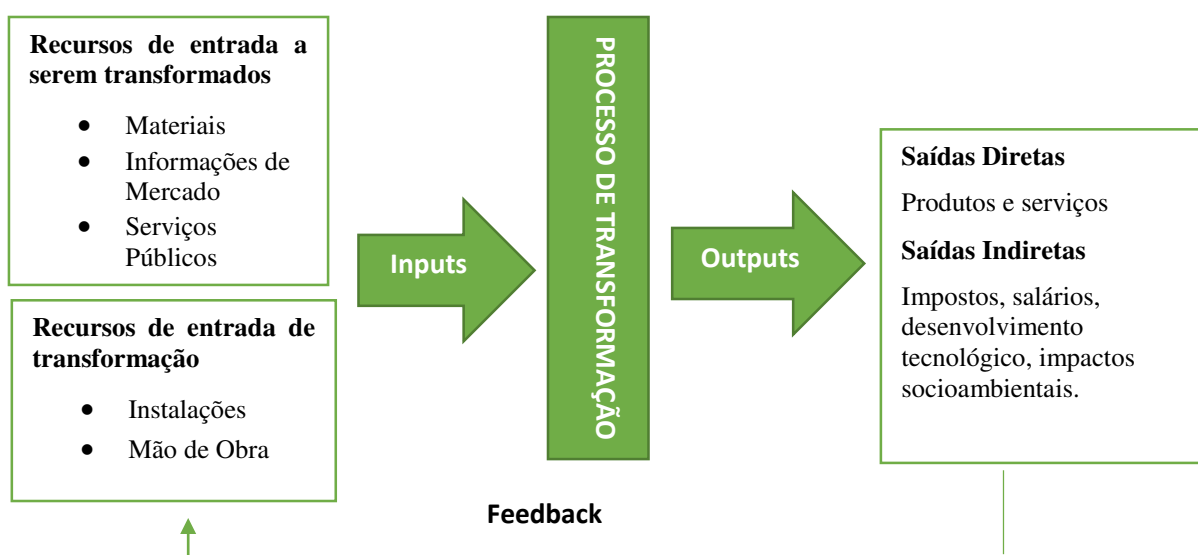 Recursos de entrada a
serem transformados
● Materiais
● Informações de
Mercado
● Serviços
Públicos
Recursos de entrada de
transformação
● Instalações
● Mão de Obra
Inputs
PROCESSO DE TRANSFORMAÇÃO
Outputs
Saídas Diretas
Produtos e serviços
Saídas Indiretas
Impostos, salários,
desenvolvimento
tecnológico, impactos
socioambientais.
Feedback